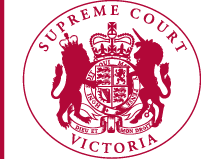 SUPREME COURT
VICTORIA
DIEU ET MON DROIT